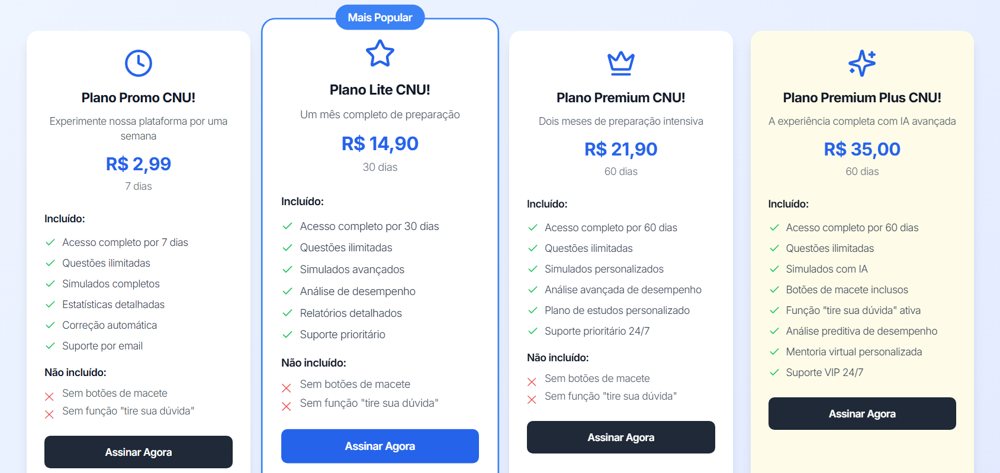 Plano Promo CNU!
Experimente nossa plataforma por uma
semana
R$ 2,99
7 dias
Incluído:
Acesso completo por 7 dias
Questões ilimitadas
Simulados completos
Estatísticas detalhadas
Correção automática
Suporte por email
Não incluído:
Sem botões de macete
Sem função "tire sua dúvida"
Assinar Agora
Mais Popular
Plano Lite CNU!
Um mês completo de preparação
R$ 14,90
30 dias
Incluído:
Acesso completo por 30 dias
Questões ilimitadas
Simulados avançados
Análise de desempenho
Relatórios detalhados
Suporte prioritário
Não incluído:
Sem botões de macete
Sem função "tire sua dúvida"
Assinar Agora
Plano Premium CNU!
Dois meses de preparação intensiva
R$ 21,90
60 dias
Incluído:
Acesso completo por 60 dias
Questões ilimitadas
Simulados personalizados
Análise avançada de desempenho
Plano de estudos personalizado
Suporte prioritário 24/7
Não incluído:
Sem botões de macete
Sem função "tire sua dúvida"
Assinar Agora
Plano Premium Plus CNU!
A experiência completa com IA avançada
R$ 35,00
60 dias
Incluído:
Acesso completo por 60 dias
Questões ilimitadas
Simulados com IA
Botões de macete inclusos
Função "tire sua dúvida" ativa
Análise preditiva de desempenho
Mentoria virtual personalizada
Suporte VIP 24/7
Assinar Agora